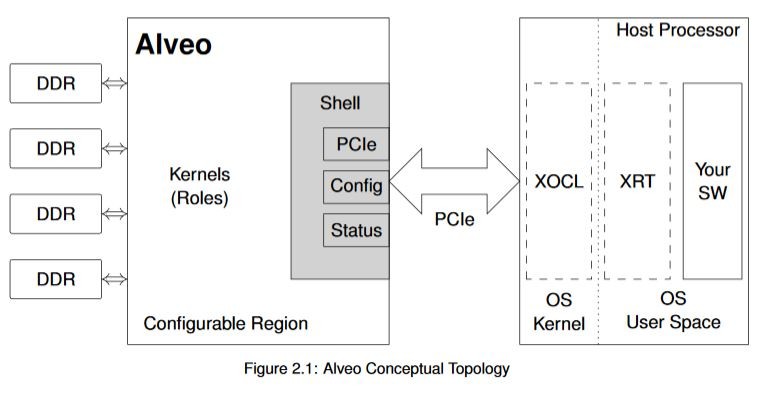 Alveo
Host Processor
DDR
DDR
DDR
DDR
Kernels
(Roles)
Shell
PCIe
Config
Status
Configurable Region
PCIe
XOCL
XRT
Your
SW
OS
Kernel
OS
User Space
Figure 2.1: Alveo Conceptual Topology